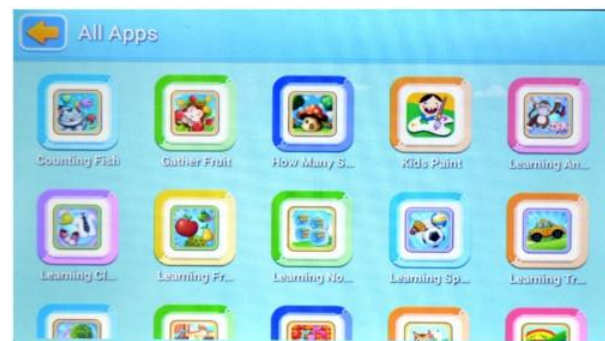 All Apps
Counting Fish
Gather Fruit
How Many S...
Kids Paint
Learning An...
Learning Cl...
Learning Fr...
Learning No...
Learning Sp...
Learning Tr...